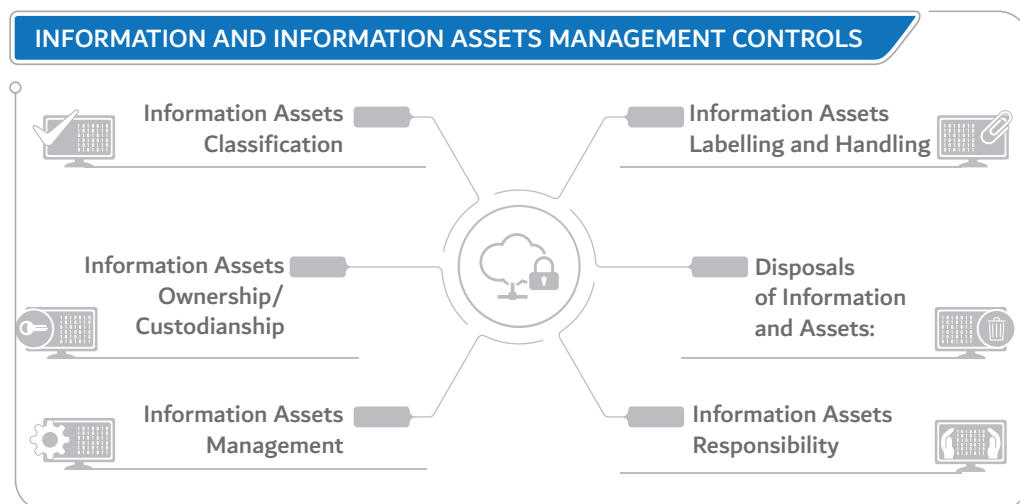 INFORMATION AND INFORMATION ASSETS MANAGEMENT CONTROLS
Information Assets
Classification
Information Assets
Labelling and Handling
Information Assets
Ownership/
Custodianship
Disposals
of Information
and Assets:
Information Assets
Management
Information Assets
Responsibility